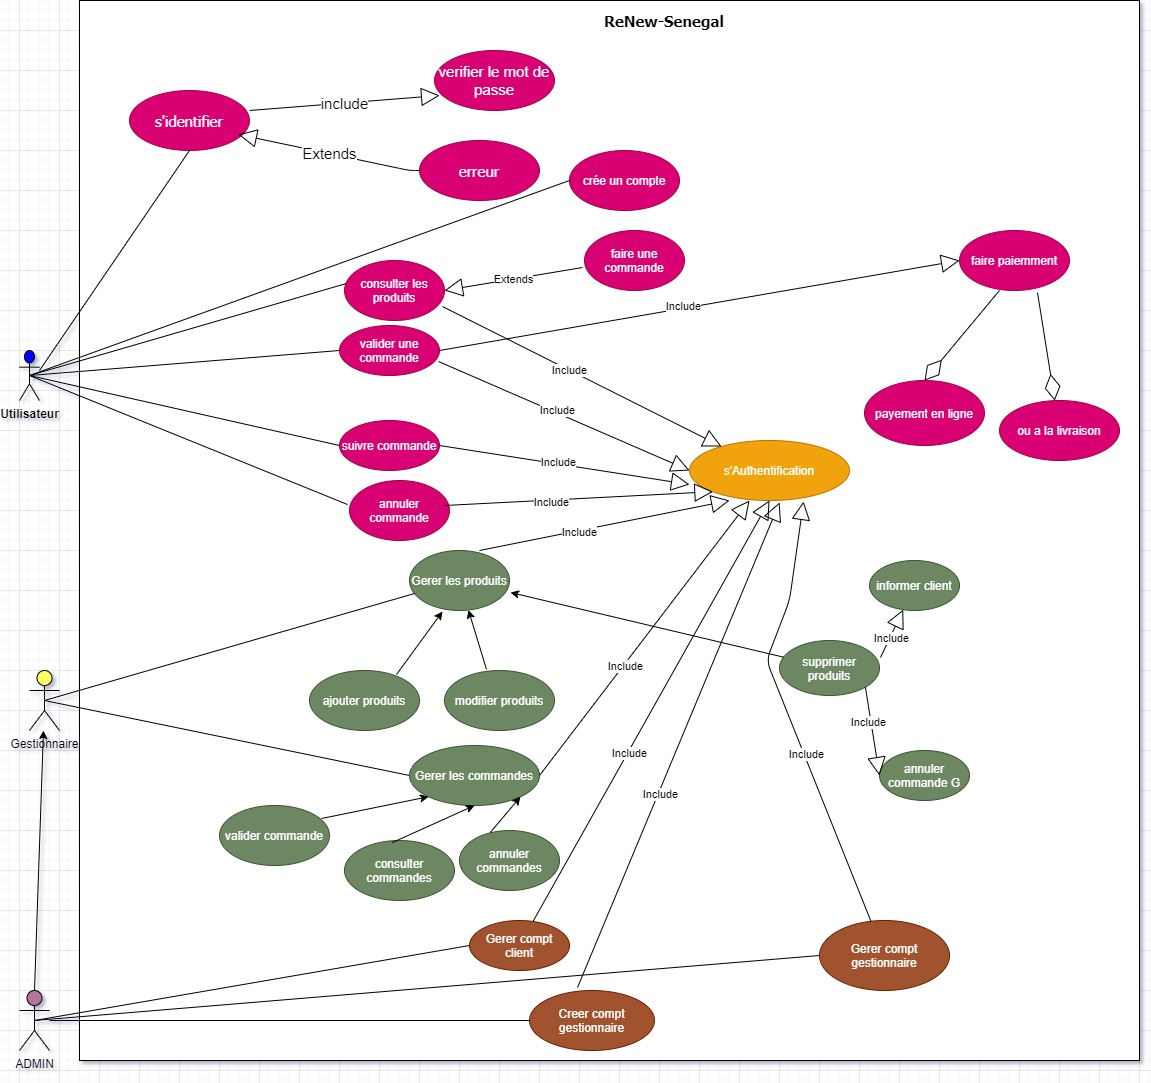 ReNew-Senegal
verifier le mot de
passe
include
s'identifier
Extends
erreur
crée un compte
faire une
commande
faire paiemment
consulter les
produits
Extends
Include
valider une
commande
Include
Utilisateur
Include
payement en ligne
ou a la livraison
suivre commande
Include
s'Authentification
annuler
commande
Include
Include
Gerer les produits
informer client
Include
supprimer
produits
Include
ajouter produits
modifier produits
Include
Gestionnaire
Include
Include
Gerer les commandes
annuler
commande G
Include
valider commande
annuler
commandes
consulter
commandes
Gerer compt
client
Gerer compt
gestionnaire
Creer compt
gestionnaire
ADMIN